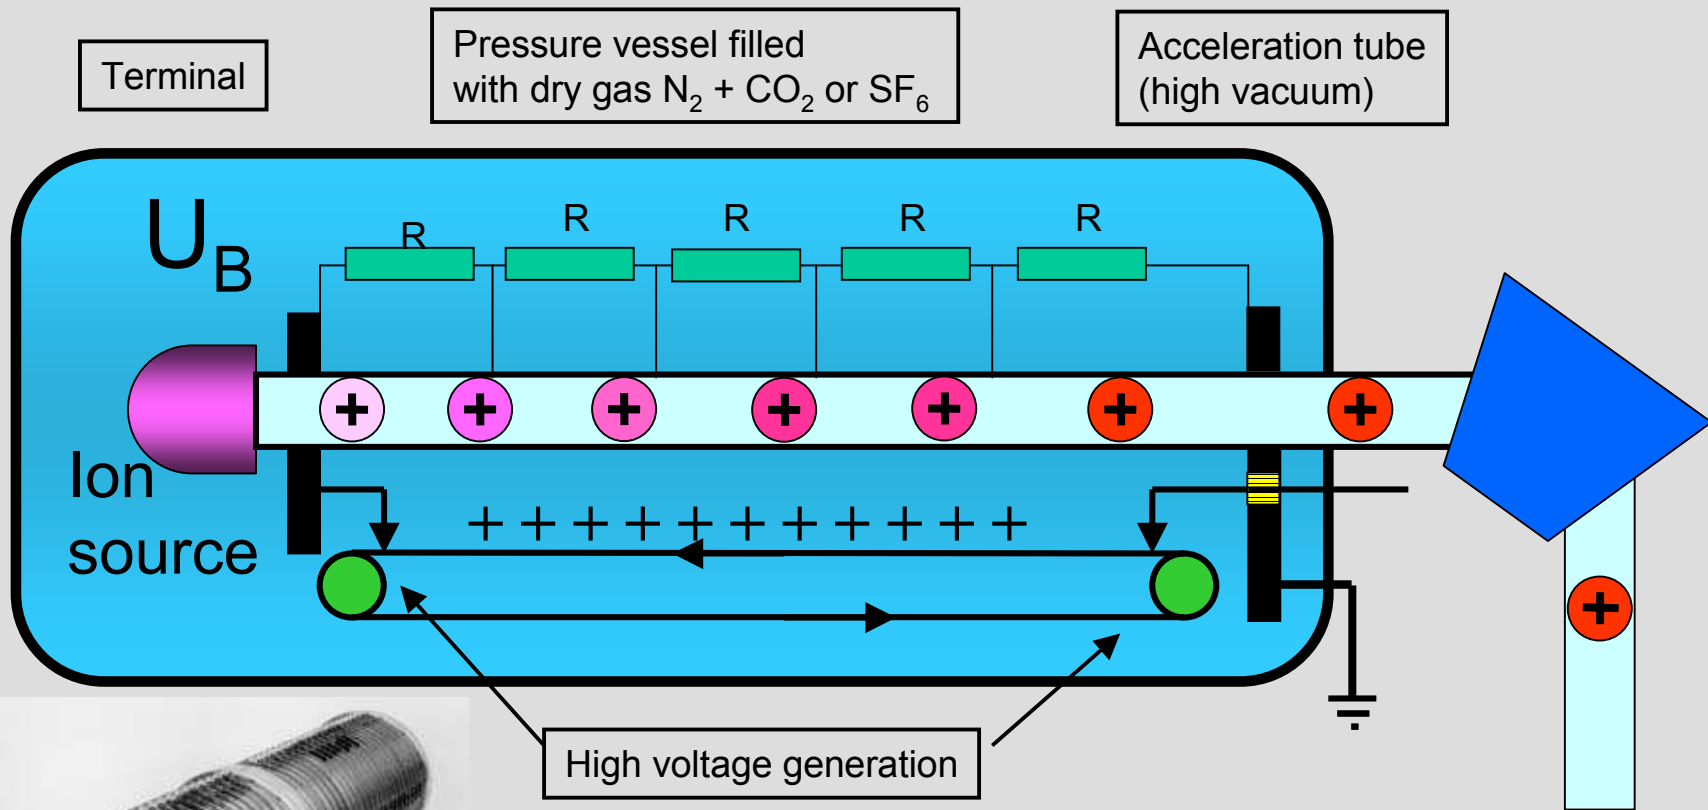 Terminal
Pressure vessel filled
with dry gas N₂ + CO₂ or SF₆
Acceleration tube
(high vacuum)
U_B
R
R
R
R
R
+ + + + + + +
Ion
source
+ + + + + + + + + + +
+
High voltage generation